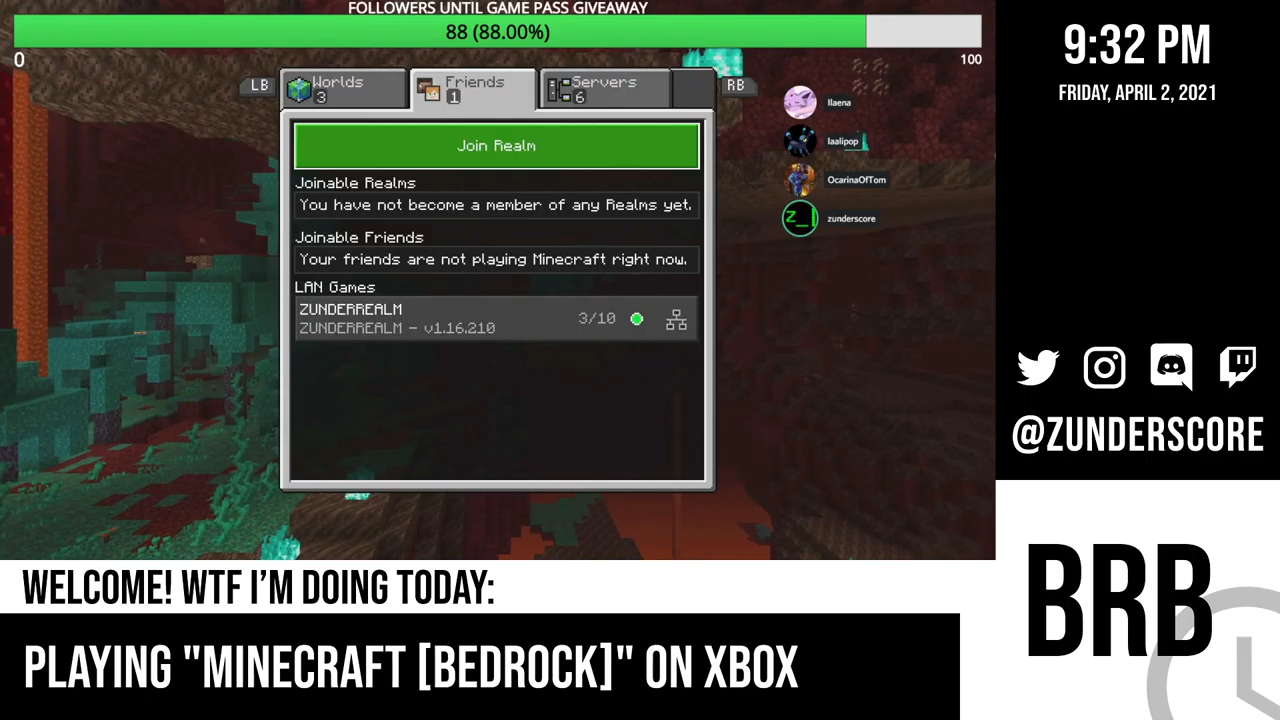 FOLLOWERS UNTIL GAME PASS GIVEAWAY
88 (88.00%)
0
100
LB
Worlds
3
Friends
1
Servers
6
RB
Join Realm
Joinable Realms
You have not become a member of any Realms yet.
Joinable Friends
Your friends are not playing Minecraft right now.
LAN Games
ZUNDERREALM
ZUNDERREALM - v1.16.210
3/10
Ilaena
laalipop
OcarinaOfTom
Z_
zunderscore
9:32 PM
FRIDAY, APRIL 2, 2021
@ZUNDERSCORE
BRB
WELCOME! WTF I'M DOING TODAY:
PLAYING "MINECRAFT [BEDROCK]" ON XBOX